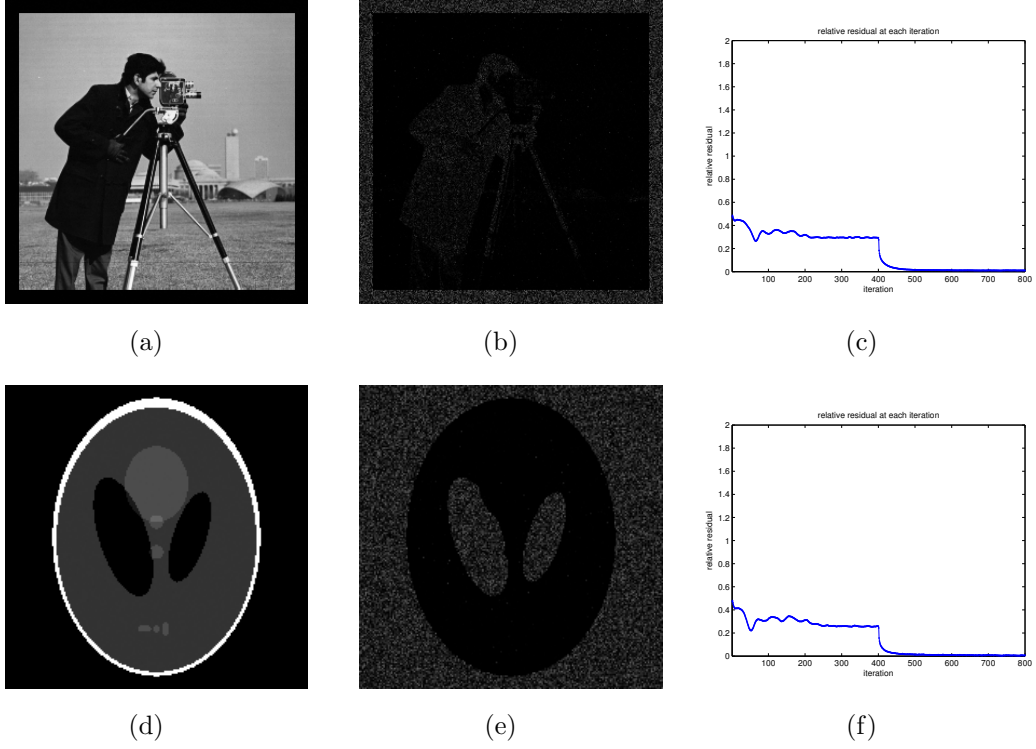 relative residual at each iteration
2
1.8
1.6
1.4
1.2
1
0.8
0.6
0.4
0.2
0
relative residual
100 200 300 400 500 600 700 800
iteration
(a) (b) (c)
relative residual at each iteration
2
1.8
1.6
1.4
1.2
1
0.8
0.6
0.4
0.2
0
relative residual
100 200 300 400 500 600 700 800
iteration
(d) (e) (f)